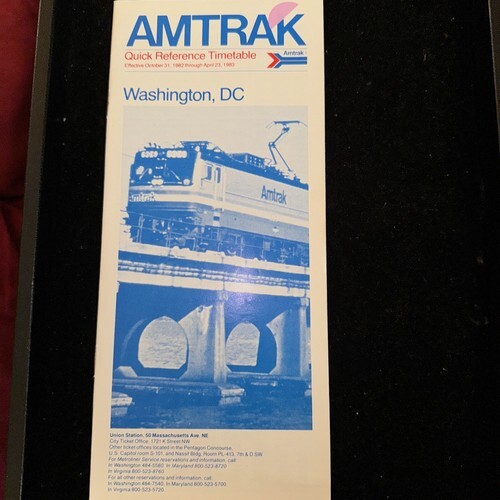 AMTRAK
Quick Reference Timetable
Effective October 31, 1982 through April 23, 1983
Amtrak
Washington, DC
Amtrak
Union Station, 50 Massachusetts Ave. NE
City Ticket Office, 1721 K Street NW
Other ticket offices located in the Pentagon Concourse,
U.S. Capitol room S-101, and Nassif Bldg. Room PL-413, 7th & D SW
For Metroliner Service reservations and information, call
In Washington 484-5580 In Maryland 800-523-8720
In Virginia 800-523-8760
For all other reservations and information, call
In Washington 484-7540 In Maryland 800-523-5700
In Virginia 800-523-5720